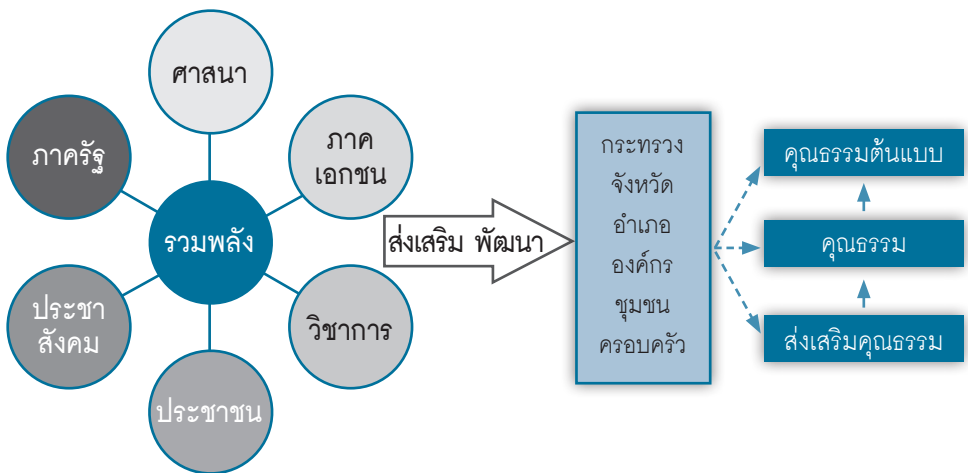 ศาสนา
ภาครัฐ
ภาค
เอกชน
รวมพลัง
ประชา
สังคม
วิชาการ
ประชาชน
ส่งเสริม พัฒนา
กระทรวง
จังหวัด
อำเภอ
องค์กร
ชุมชน
ครอบครัว
คุณธรรมต้นแบบ
คุณธรรม
ส่งเสริมคุณธรรม